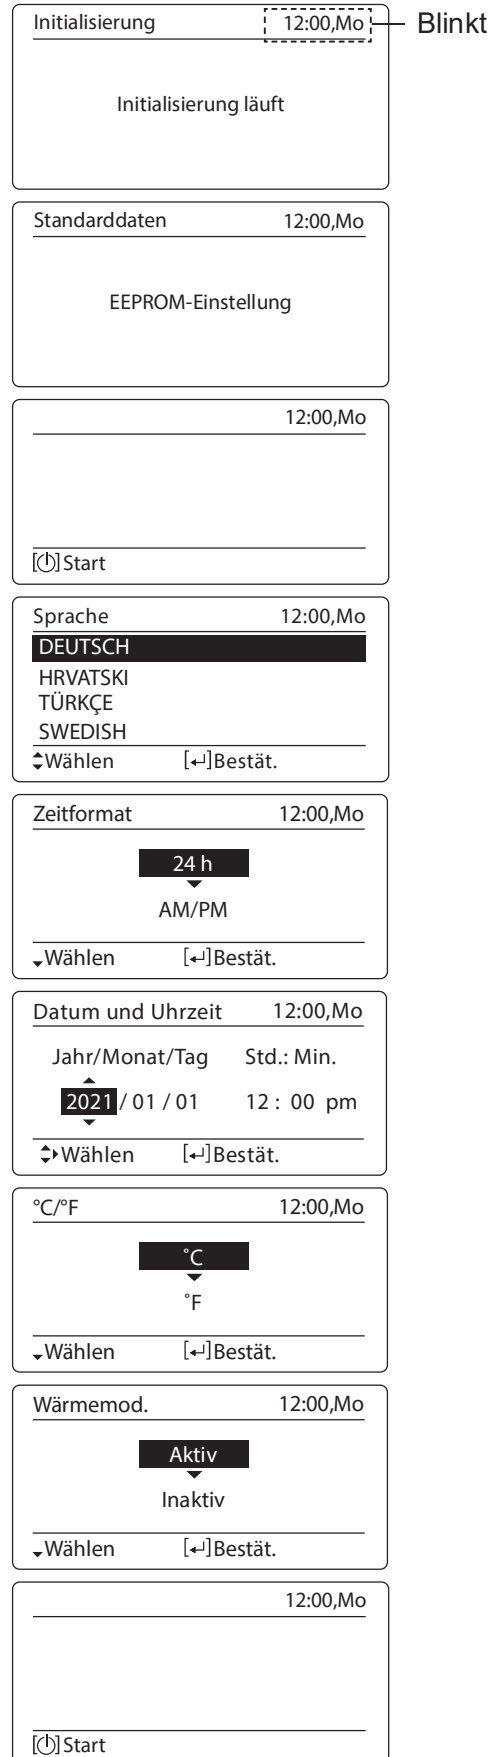 Initialisierung 12:00,Mo Blinkt
Initialisierung läuft
Standarddaten 12:00,Mo
EEPROM-Einstellung
12:00,Mo
[⏻]Start
Sprache 12:00,Mo
DEUTSCH
HRVATSKI
TÜRKÇE
SWEDISH
Wählen [↵]Bestät.
Zeitformat 12:00,Mo
24 h
AM/PM
Wählen [↵]Bestät.
Datum und Uhrzeit 12:00,Mo
Jahr/Monat/Tag Std.: Min.
2021 / 01 / 01 12 : 00 pm
Wählen [↵]Bestät.
°C/°F 12:00,Mo
°C
°F
Wählen [↵]Bestät.
Wärmemod. 12:00,Mo
Aktiv
Inaktiv
Wählen [↵]Bestät.
12:00,Mo
[⏻]Start